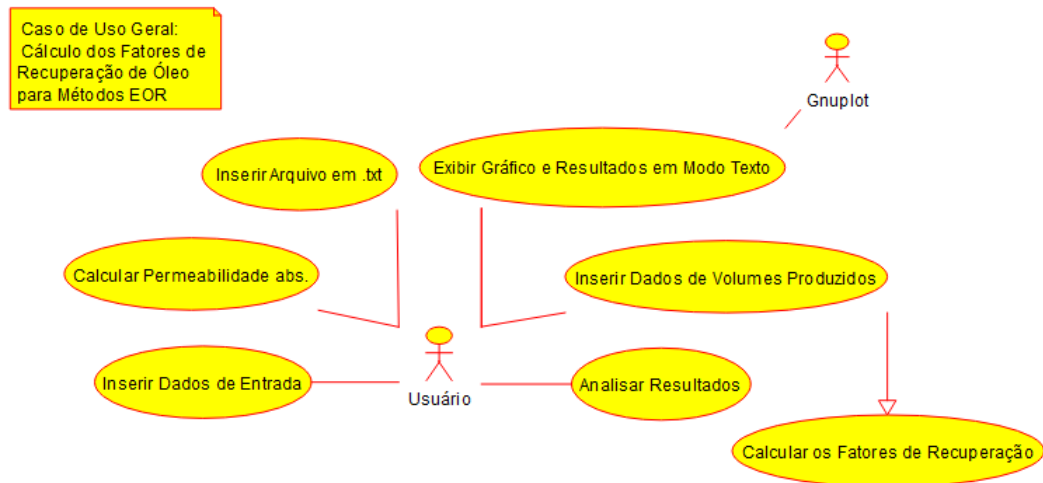 Caso de Uso Geral:
Cálculo dos Fatores de
Recuperação de Óleo
para Métodos EOR
Gnuplot
Exibir Gráfico e Resultados em Modo Texto
Inserir Arquivo em .txt
Calcular Permeabilidade abs.
Inserir Dados de Volumes Produzidos
Inserir Dados de Entrada
Usuário
Analisar Resultados
Calcular os Fatores de Recuperação